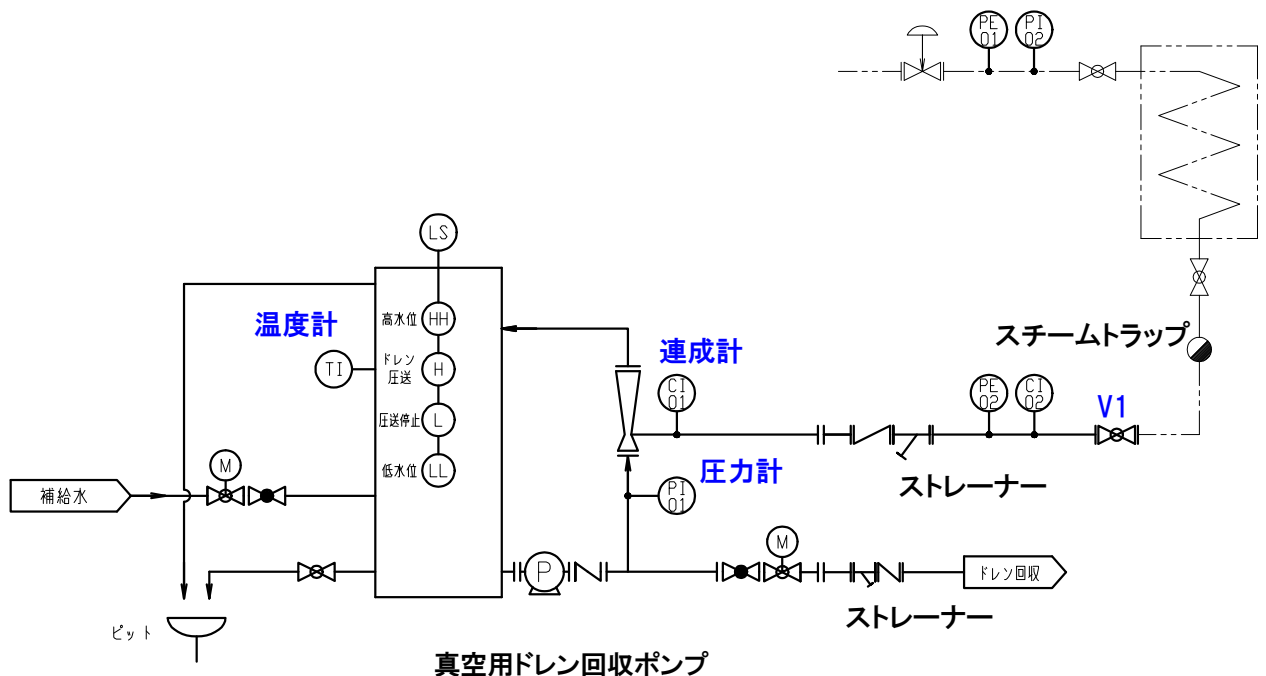 PE
01
PI
02
LS
温度計
高水位
HH
TI
ドレン
圧送
H
圧送停止
L
低水位
LL
連成計
CI
01
スチームトラップ
PE
02
CI
02
V1
圧力計
PI
01
ストレーナー
M
補給水
P
M
ドレン回収
ストレーナー
ピット
真空用ドレン回収ポンプ